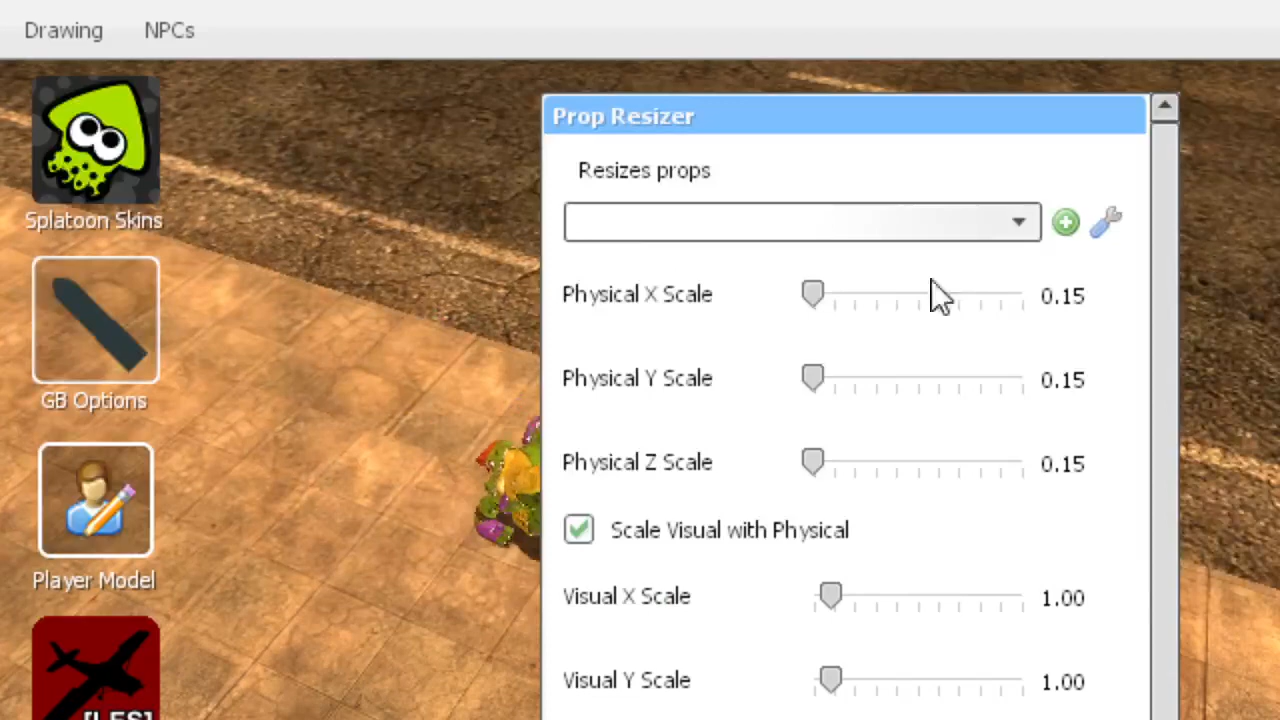 Drawing NPCs
Splatoon Skins
GB Options
Player Model
[LFS]
Prop Resizer
Resizes props
Physical X Scale 0.15
Physical Y Scale 0.15
Physical Z Scale 0.15
Scale Visual with Physical
Visual X Scale 1.00
Visual Y Scale 1.00